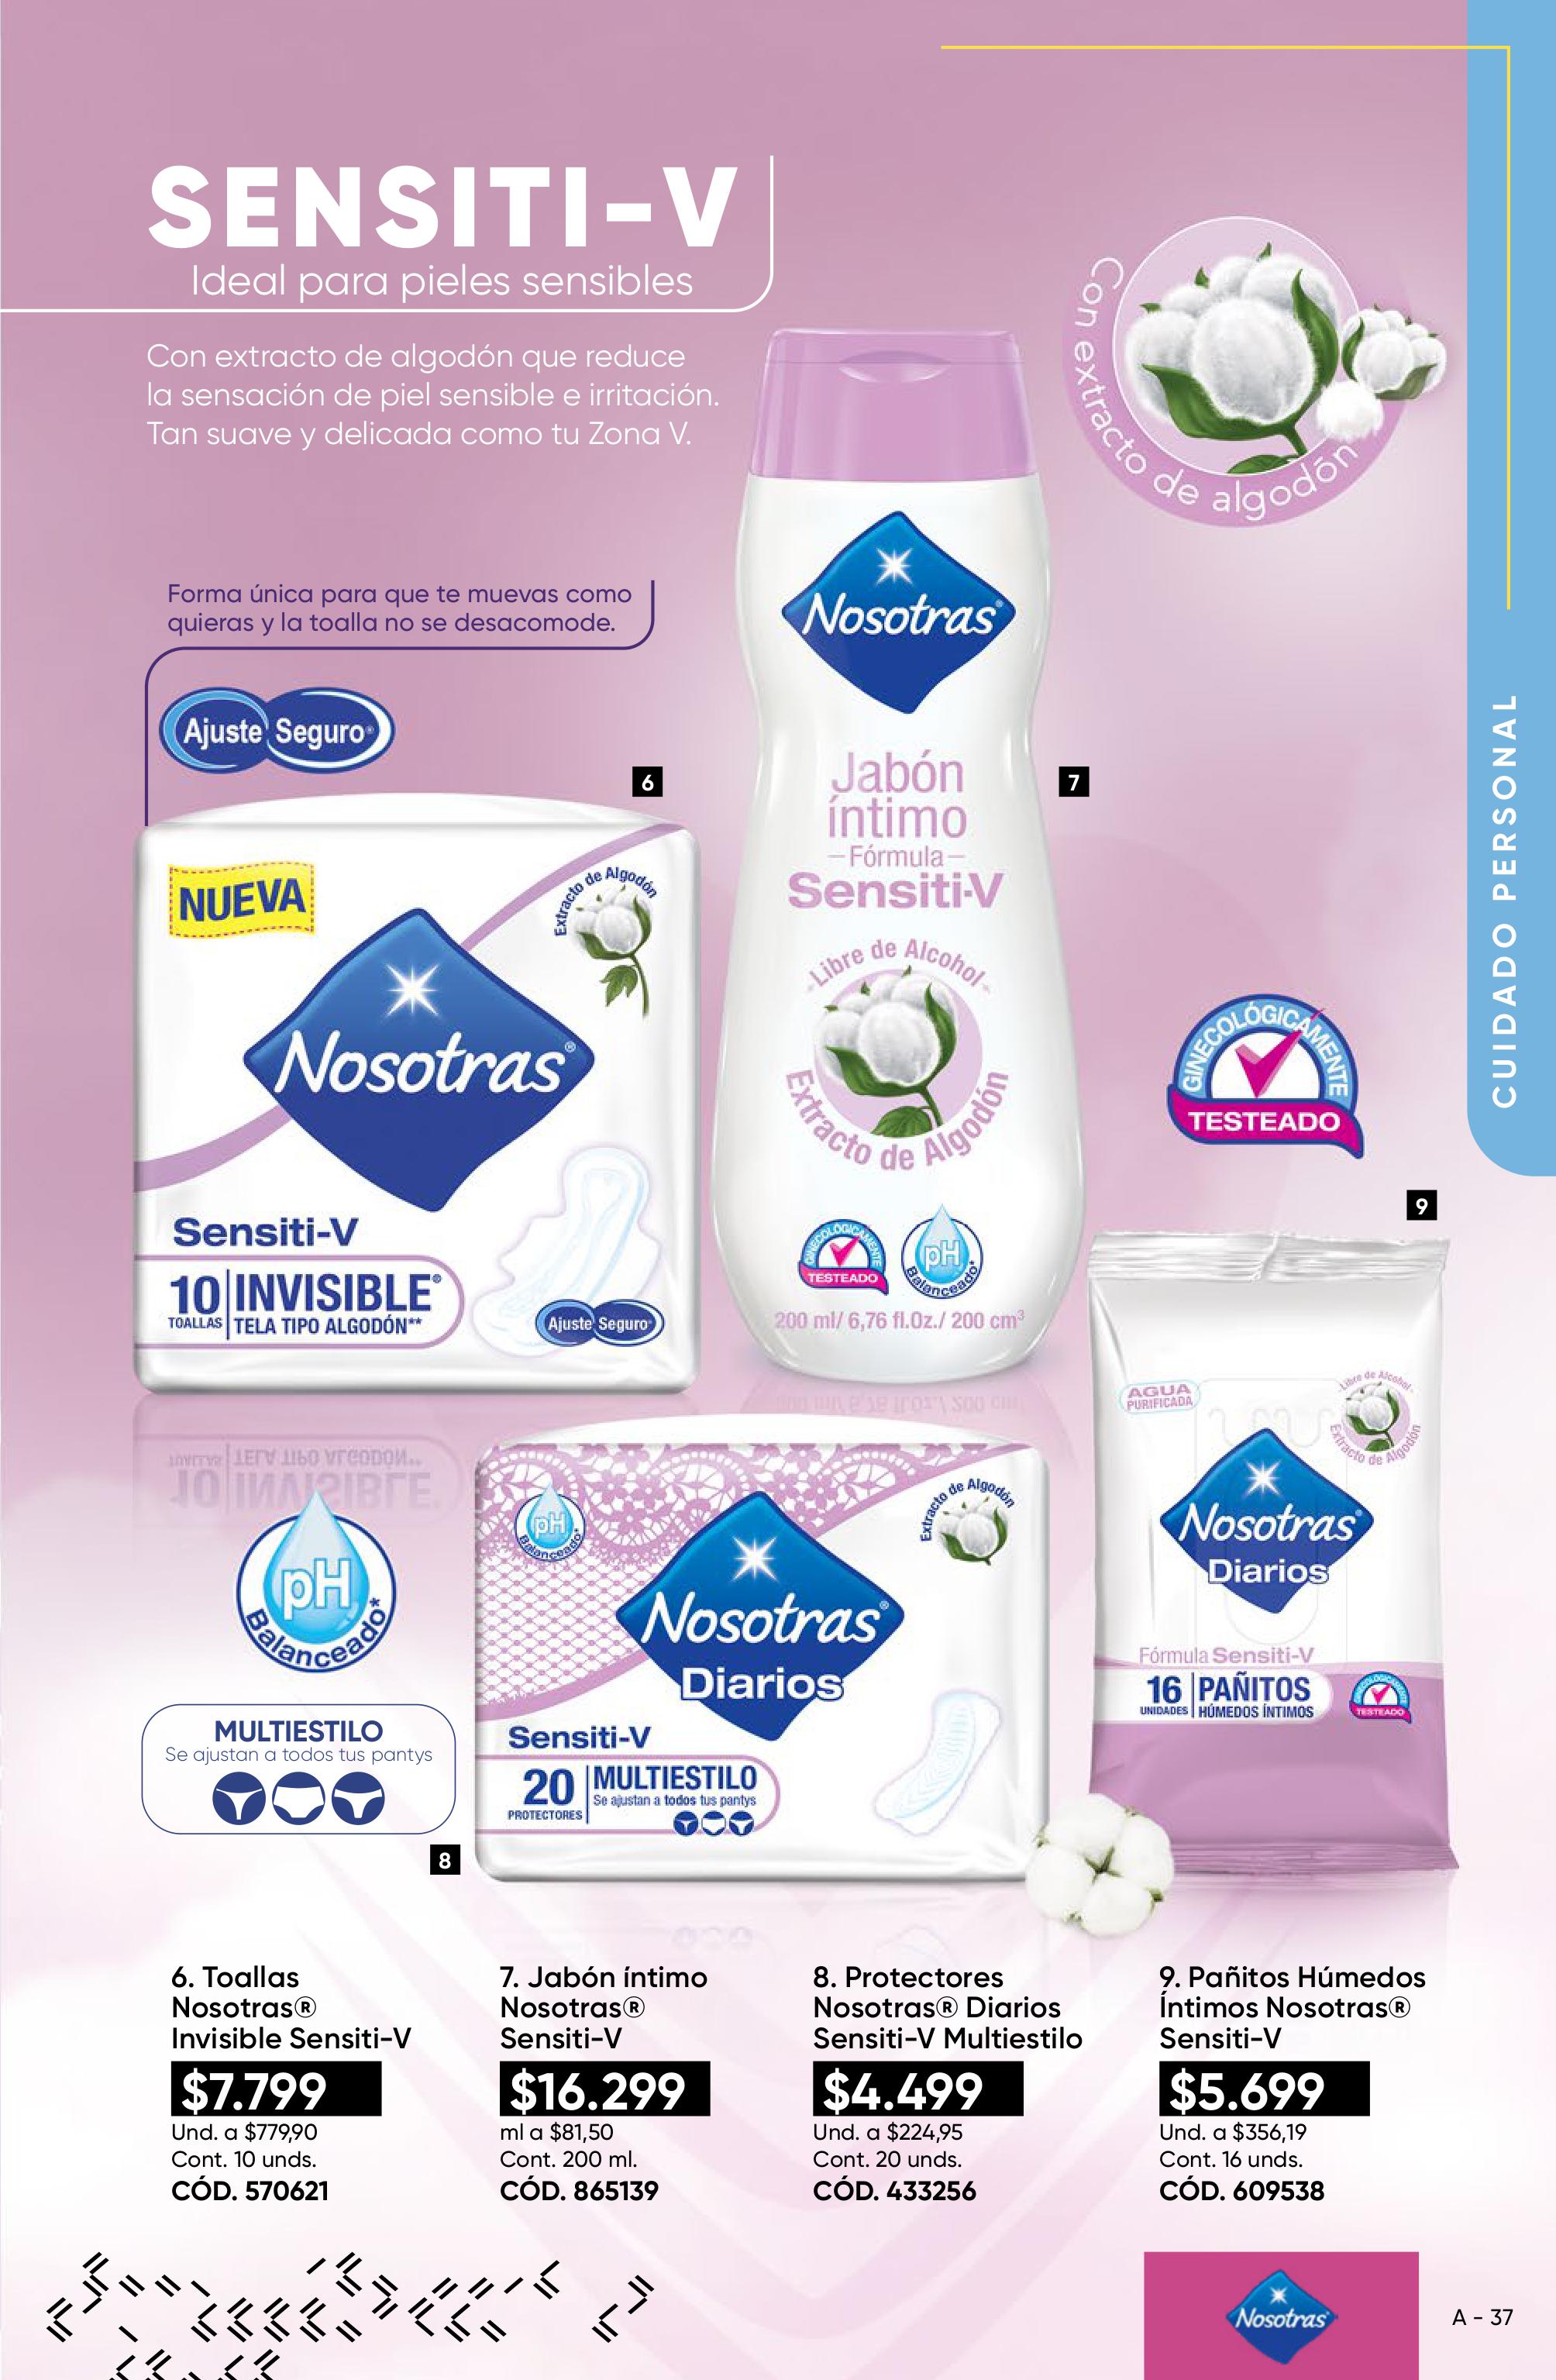 SENSITI-V
Ideal para pieles sensibles
Con extracto de algodón que reduce
la sensación de piel sensible e irritación.
Tan suave y delicada como tu Zona V.
Con extracto de algodón
Forma única para que te muevas como
quieras y la toalla no se desacomode.
Ajuste Seguro®
CUIDADO PERSONAL
6
7
NUEVA
Extracto de Algodón
Nosotras®
Sensiti-V
10 TOALLAS INVISIBLE®
TELA TIPO ALGODÓN**
Ajuste Seguro®
Nosotras®
Jabón
íntimo
–Fórmula–
Sensiti-V
-Libre de Alcohol-
Extracto de Algodón
GINECOLÓGICAMENTE
TESTEADO
pH
Balanceado*
200 ml/ 6,76 fl.Oz./ 200 cm³
GINECOLÓGICAMENTE
TESTEADO
9
AGUA
PURIFICADA
-Libre de Alcohol-
Extracto de Algodón
Nosotras®
Diarios
Fórmula Sensiti-V
16 UNIDADES PAÑITOS
HÚMEDOS ÍNTIMOS
GINECOLÓGICAMENTE
TESTEADO
pH
Balanceado*
MULTIESTILO
Se ajustan a todos tus pantys
8
pH
Balanceado*
Extracto de Algodón
Nosotras®
Diarios
Sensiti-V
20 PROTECTORES MULTIESTILO
Se ajustan a todos tus pantys
6. Toallas
Nosotras®
Invisible Sensiti-V
$7.799
Und. a $779,90
Cont. 10 unds.
CÓD. 570621
7. Jabón íntimo
Nosotras®
Sensiti-V
$16.299
ml a $81,50
Cont. 200 ml.
CÓD. 865139
8. Protectores
Nosotras® Diarios
Sensiti-V Multiestilo
$4.499
Und. a $224,95
Cont. 20 unds.
CÓD. 433256
9. Pañitos Húmedos
Íntimos Nosotras®
Sensiti-V
$5.699
Und. a $356,19
Cont. 16 unds.
CÓD. 609538
Nosotras®
A - 37